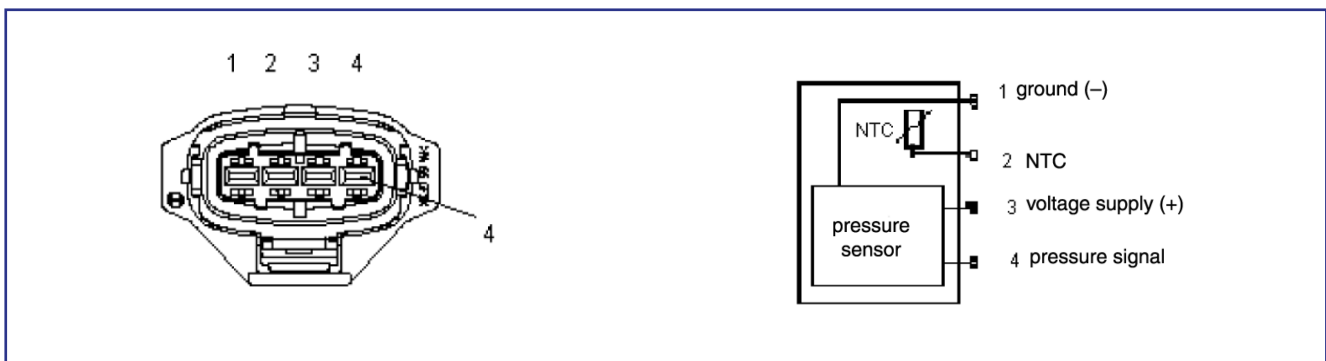 1 2 3 4
4
NTC
1 ground (–)
2 NTC
3 voltage supply (+)
4 pressure signal
pressure
sensor